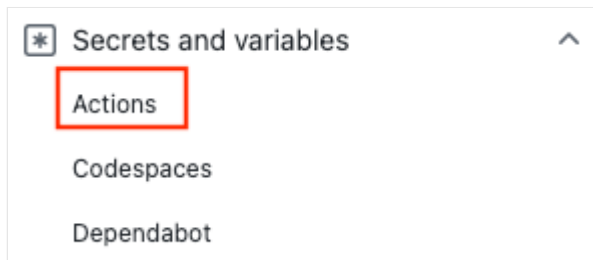 Secrets and variables
Actions
Codespaces
Dependabot